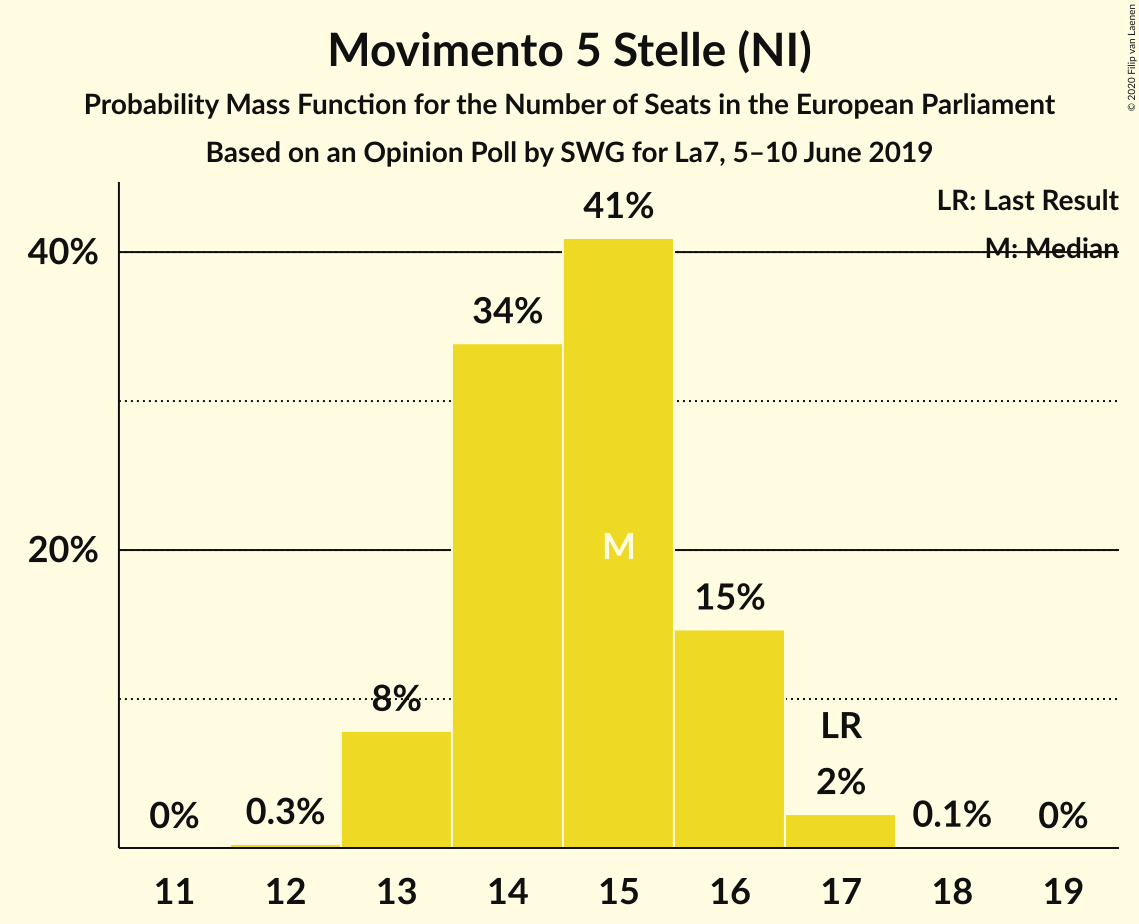 Movimento 5 Stelle (NI)
Probability Mass Function for the Number of Seats in the European Parliament
Based on an Opinion Poll by SWG for La7, 5–10 June 2019
© 2020 Filip van Laenen
LR: Last Result
M: Median
40%
20%
0%
0.3%
8%
34%
41%
M
15%
LR
2%
0.1%
0%
11 12 13 14 15 16 17 18 19